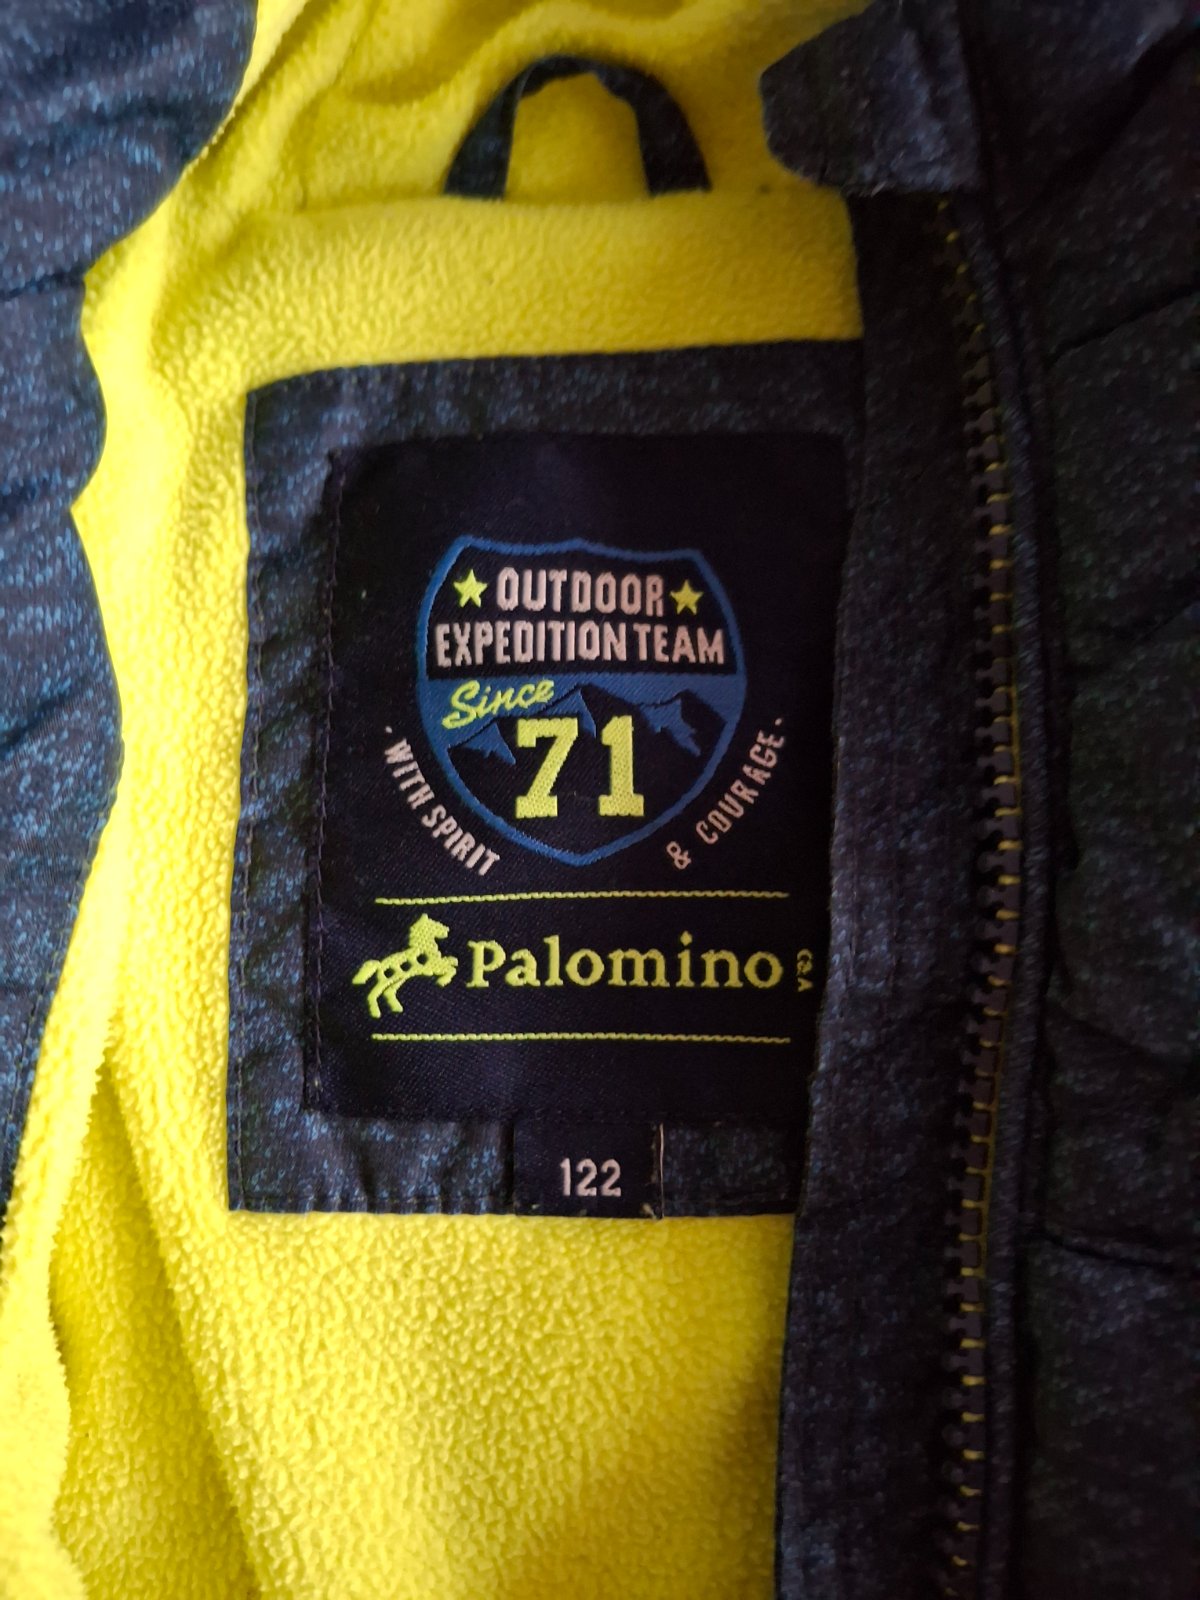 OUTDOOR
EXPEDITION TEAM
Since
71
· WITH SPIRIT
& COURAGE ·
Palomino C&A
122